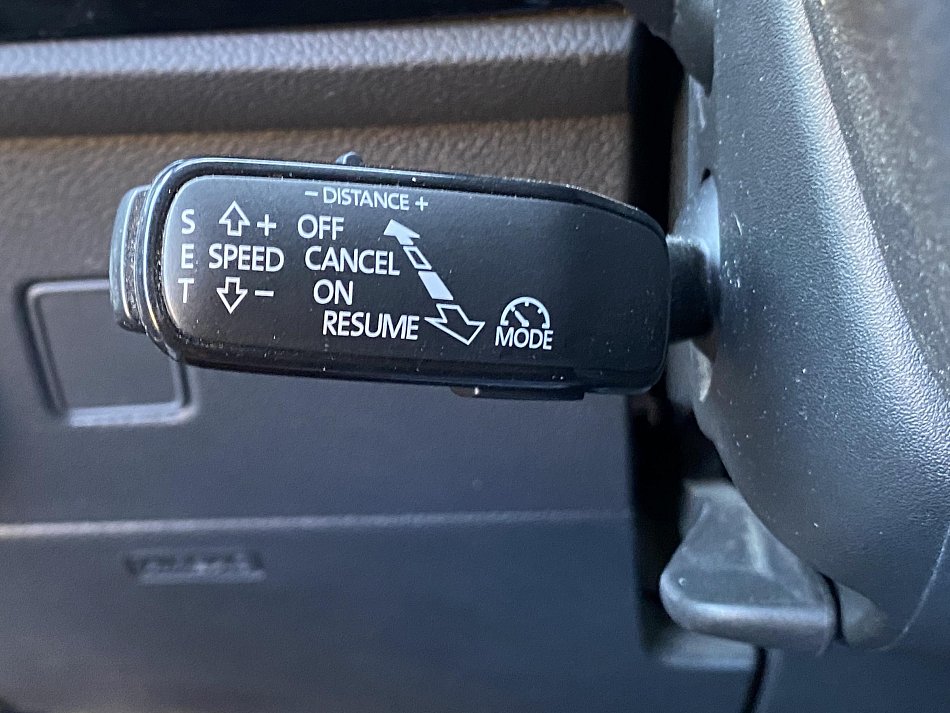 - DISTANCE +
S + OFF
E SPEED CANCEL
T - ON
RESUME
MODE